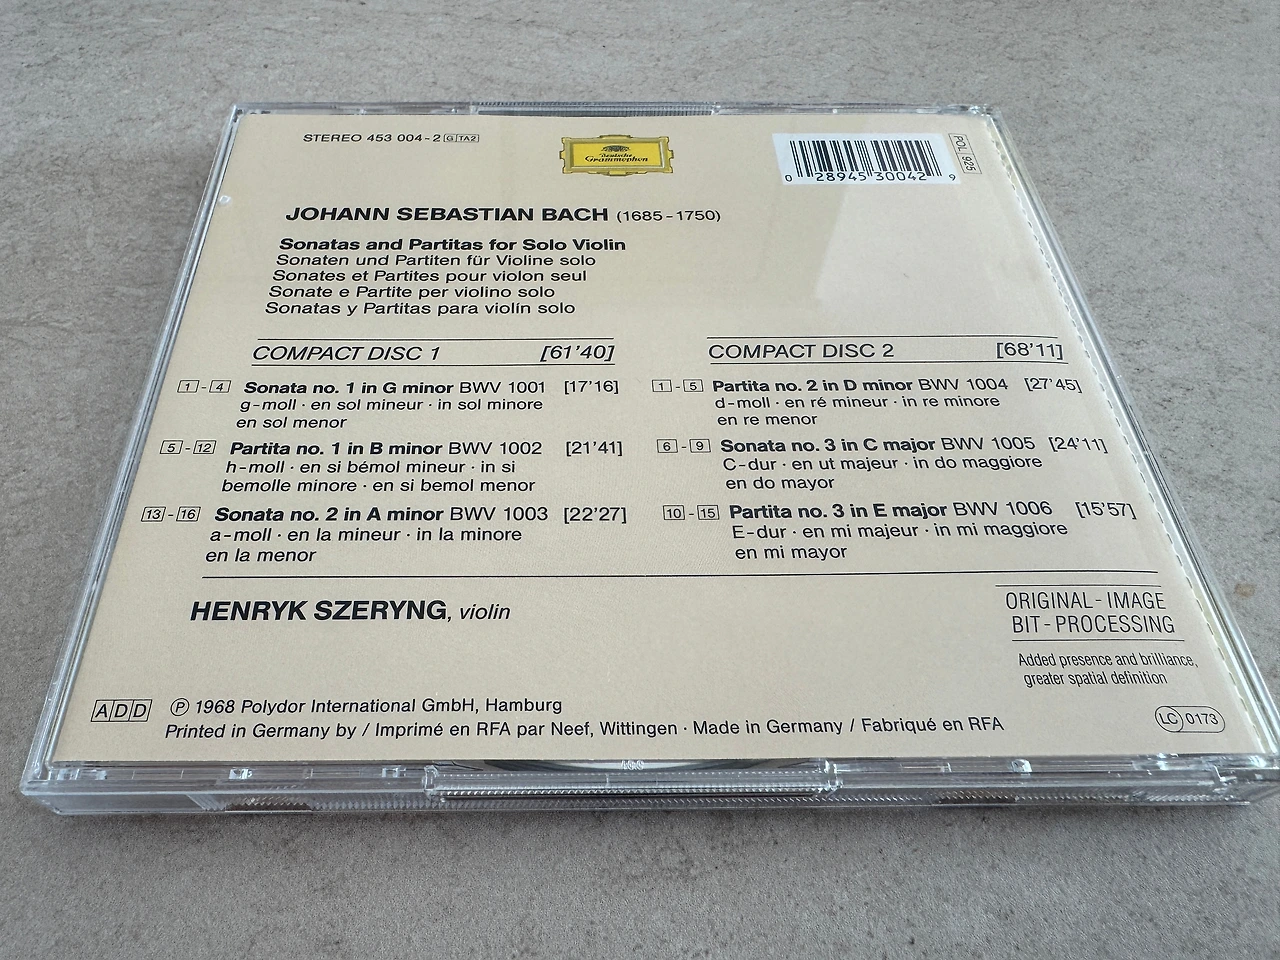 STEREO 453 004-2 G TA2
Deutsche
Grammophon
0 28945 30042 9
POL 925
JOHANN SEBASTIAN BACH (1685-1750)
Sonatas and Partitas for Solo Violin
Sonaten und Partiten für Violine solo
Sonates et Partites pour violon seul
Sonate e Partite per violino solo
Sonatas y Partitas para violín solo
COMPACT DISC 1 [61'40]
1 - 4 Sonata no. 1 in G minor BWV 1001 [17'16]
g-moll · en sol mineur · in sol minore
en sol menor
5 - 12 Partita no. 1 in B minor BWV 1002 [21'41]
h-moll · en si bémol mineur · in si
bemolle minore · en si bemol menor
13 - 16 Sonata no. 2 in A minor BWV 1003 [22'27]
a-moll · en la mineur · in la minore
en la menor
COMPACT DISC 2 [68'11]
1 - 5 Partita no. 2 in D minor BWV 1004 [27'45]
d-moll · en ré mineur · in re minore
en re menor
6 - 9 Sonata no. 3 in C major BWV 1005 [24'11]
C-dur · en ut majeur · in do maggiore
en do mayor
10 - 15 Partita no. 3 in E major BWV 1006 [15'57]
E-dur · en mi majeur · in mi maggiore
en mi mayor
HENRYK SZERYNG, violin
ORIGINAL-IMAGE
BIT-PROCESSING
Added presence and brilliance,
greater spatial definition
ADD ℗ 1968 Polydor International GmbH, Hamburg
Printed in Germany by / Imprimé en RFA par Neef, Wittingen · Made in Germany / Fabriqué en RFA
LC 0173